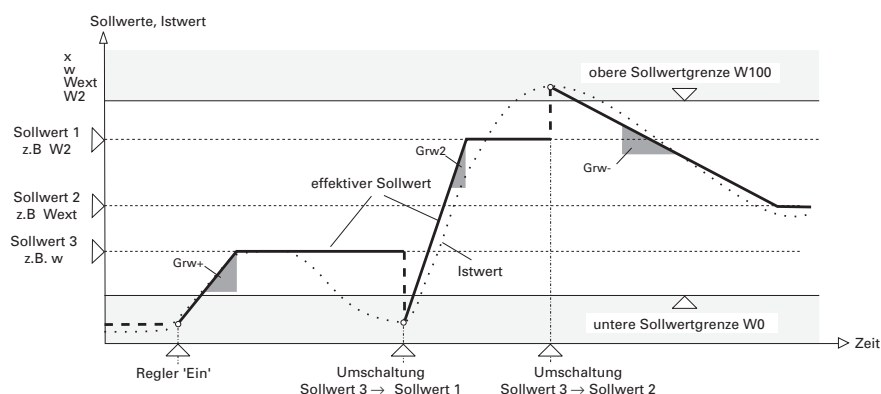 Sollwerte, Istwert
x
w
Wext
W2
obere Sollwertgrenze W100
Sollwert 1
z.B W2
Grw2
Grw-
effektiver Sollwert
Sollwert 2
z.B Wext
Sollwert 3
z.B. w
Grw+
Istwert
untere Sollwertgrenze W0
Zeit
Regler 'Ein'
Umschaltung
Sollwert 3 → Sollwert 1
Umschaltung
Sollwert 3 → Sollwert 2